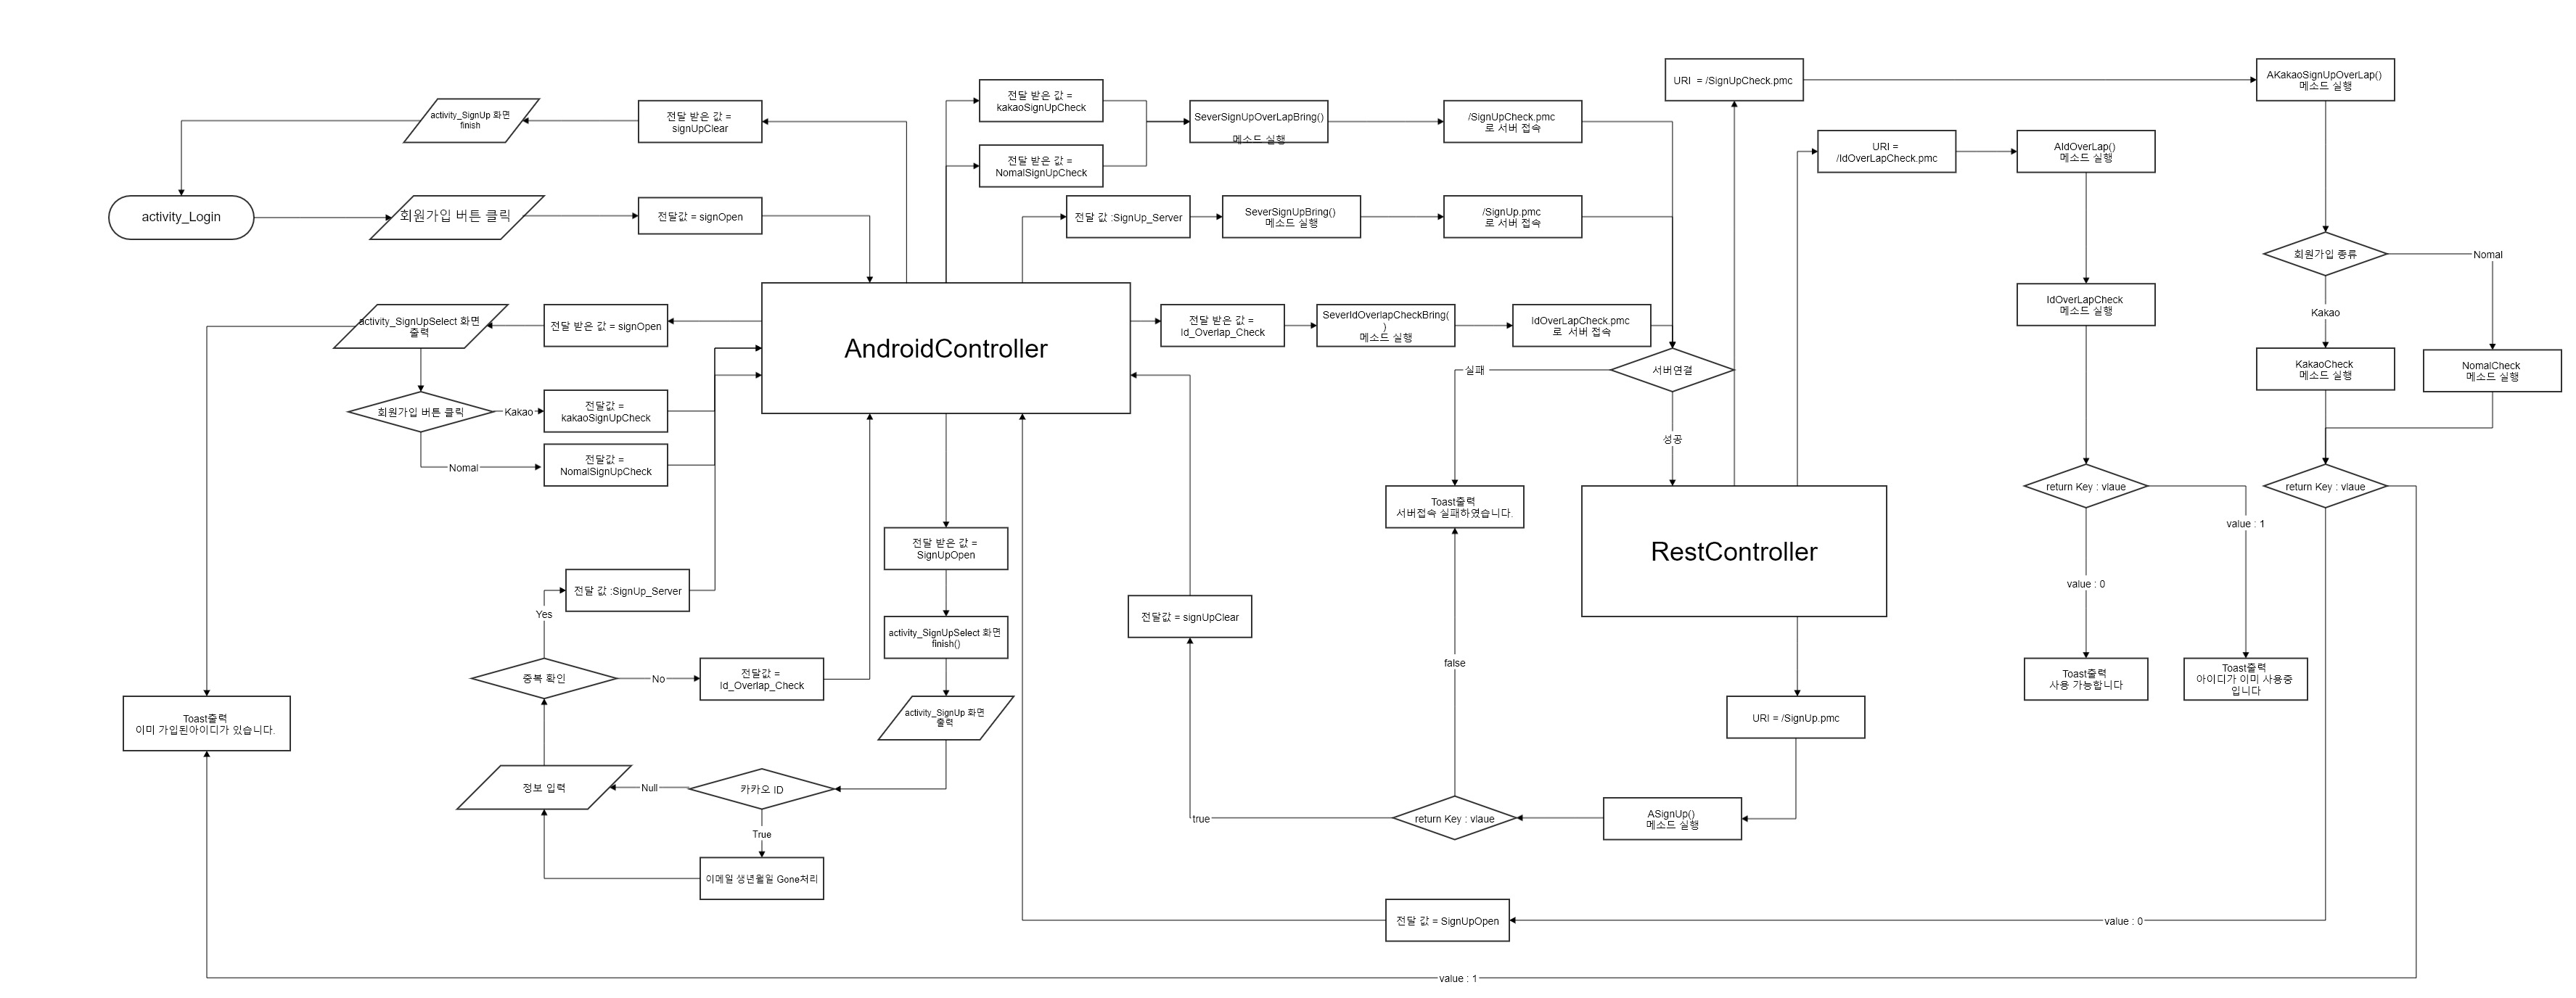 URI  = /SignUpCheck.pmc
AKakaoSignUpOverLap()
메소드 실행
전달 받은 값 =
kakaoSignUpCheck
activity_SignUp 화면
finish
전달 받은 값 =
signUpClear
SeverSignUpOverLapBring()
메소드 실행
/SignUpCheck.pmc
로 서버 접속
전달 받은 값 =
NomalSignUpCheck
URI =
/IdOverLapCheck.pmc
AIdOverLap()
메소드 실행
activity_Login
회원가입 버튼 클릭
전달값 = signOpen
전달 값 :SignUp_Server
SeverSignUpBring()
메소드 실행
/SignUp.pmc
로 서버 접속
회원가입 종류
Nomal
Kakao
IdOverLapCheck
메소드 실행
activity_SignUpSelect 화면
출력
전달 받은 값 = signOpen
AndroidController
전달 받은 값 =
Id_Overlap_Check
SeverIdOverlapCheckBring(
)
메소드 실행
IdOverLapCheck.pmc
로  서버 접속
서버연결
실패
성공
KakaoCheck
메소드 실행
NomalCheck
메소드 실행
회원가입 버튼 클릭
Kakao
전달값 =
kakaoSignUpCheck
Nomal
전달값 =
NomalSignUpCheck
Toast출력
서버접속 실패하였습니다.
RestController
return Key : vlaue
value : 1
value : 0
return Key : vlaue
전달 받은 값 =
SignUpOpen
전달 값 :SignUp_Server
Yes
activity_SignUpSelect 화면
finish()
전달값 = signUpClear
중복 확인
No
전달값 =
Id_Overlap_Check
false
Toast출력
사용 가능합니다
Toast출력
아이디가 이미 사용중
입니다
Toast출력
이미 가입된아이디가 있습니다.
activity_SignUp 화면
출력
URI = /SignUp.pmc
정보 입력
Null
카카오 ID
True
true
return Key : vlaue
ASignUp()
메소드 실행
이메일 생년월일 Gone처리
전달 값 = SignUpOpen
value : 0
value : 1